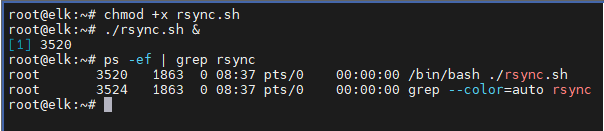 root@elk:~# chmod +x rsync.sh
root@elk:~# ./rsync.sh &
[1] 3520
root@elk:~# ps -ef | grep rsync
root 3520 1863 0 08:37 pts/0 00:00:00 /bin/bash ./rsync.sh
root 3524 1863 0 08:37 pts/0 00:00:00 grep --color=auto rsync
root@elk:~#